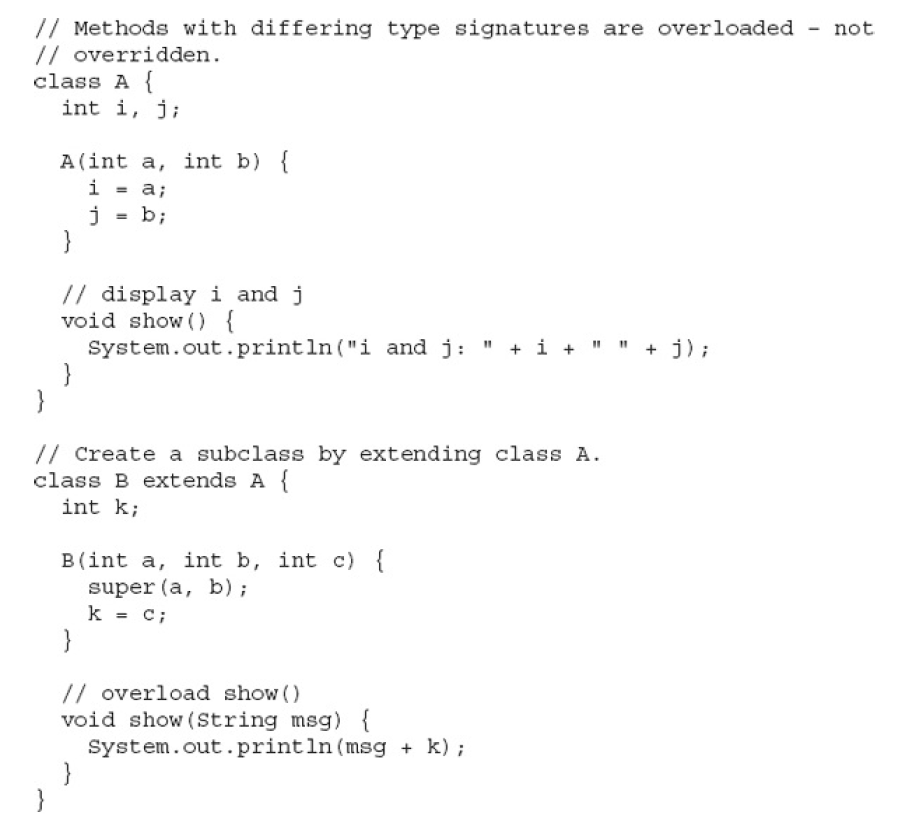 // Methods with differing type signatures are overloaded - not
// overridden.
class A {
  int i, j;

  A(int a, int b) {
    i = a;
    j = b;
  }

  // display i and j
  void show() {
    System.out.println("i and j: " + i + " " + j);
  }
}

// Create a subclass by extending class A.
class B extends A {
  int k;

  B(int a, int b, int c) {
    super(a, b);
    k = c;
  }

  // overload show()
  void show(String msg) {
    System.out.println(msg + k);
  }
}